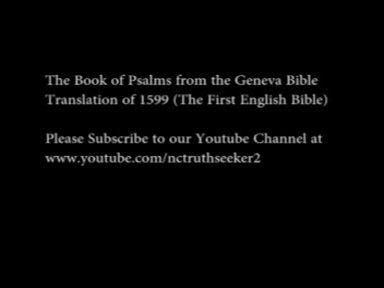 The Book of Psalms from the Geneva Bible
Translation of 1599 (The First English Bible)
Please Subscribe to our Youtube Channel at
www.youtube.com/nctruthseeker2